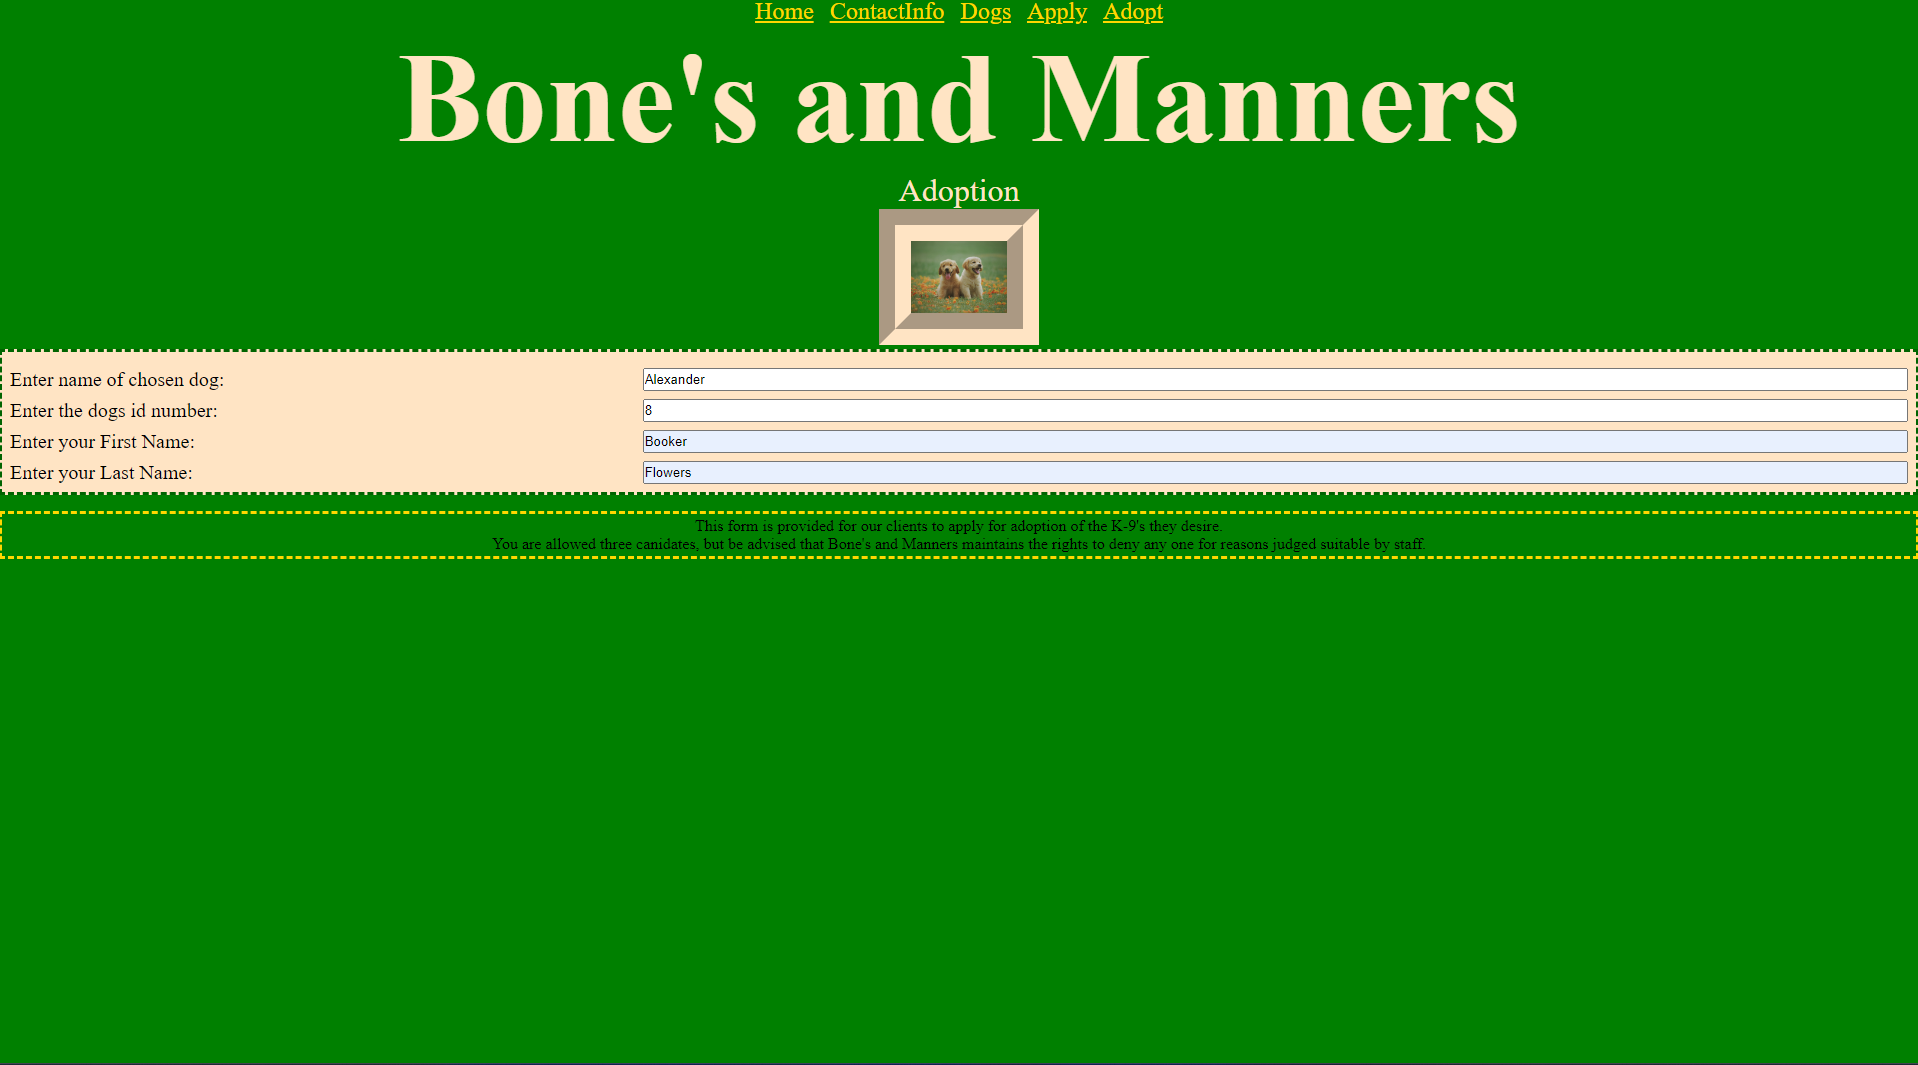 Home ContactInfo Dogs Apply Adopt
Bone's and Manners
Adoption
Enter name of chosen dog: Alexander
Enter the dogs id number: 8
Enter your First Name: Booker
Enter your Last Name: Flowers
This form is provided for our clients to apply for adoption of the K-9's they desire.
You are allowed three canidates, but be advised that Bone's and Manners maintains the rights to deny any one for reasons judged suitable by staff.